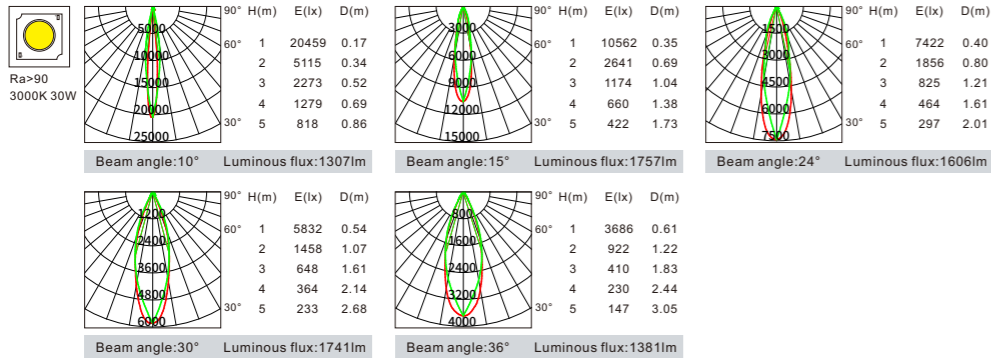 Ra>90
3000K 30W
5000
10000
15000
20000
25000
90°
60°
30°
H(m) E(lx) D(m)
1 20459 0.17
2 5115 0.34
3 2273 0.52
4 1279 0.69
5 818 0.86
Beam angle:10° Luminous flux:1307lm
3000
6000
9000
12000
15000
90°
60°
30°
H(m) E(lx) D(m)
1 10562 0.35
2 2641 0.69
3 1174 1.04
4 660 1.38
5 422 1.73
Beam angle:15° Luminous flux:1757lm
1500
3000
4500
6000
7500
90°
60°
30°
H(m) E(lx) D(m)
1 7422 0.40
2 1856 0.80
3 825 1.21
4 464 1.61
5 297 2.01
Beam angle:24° Luminous flux:1606lm
1200
2400
3600
4800
6000
90°
60°
30°
H(m) E(lx) D(m)
1 5832 0.54
2 1458 1.07
3 648 1.61
4 364 2.14
5 233 2.68
Beam angle:30° Luminous flux:1741lm
800
1600
2400
3200
4000
90°
60°
30°
H(m) E(lx) D(m)
1 3686 0.61
2 922 1.22
3 410 1.83
4 230 2.44
5 147 3.05
Beam angle:36° Luminous flux:1381lm